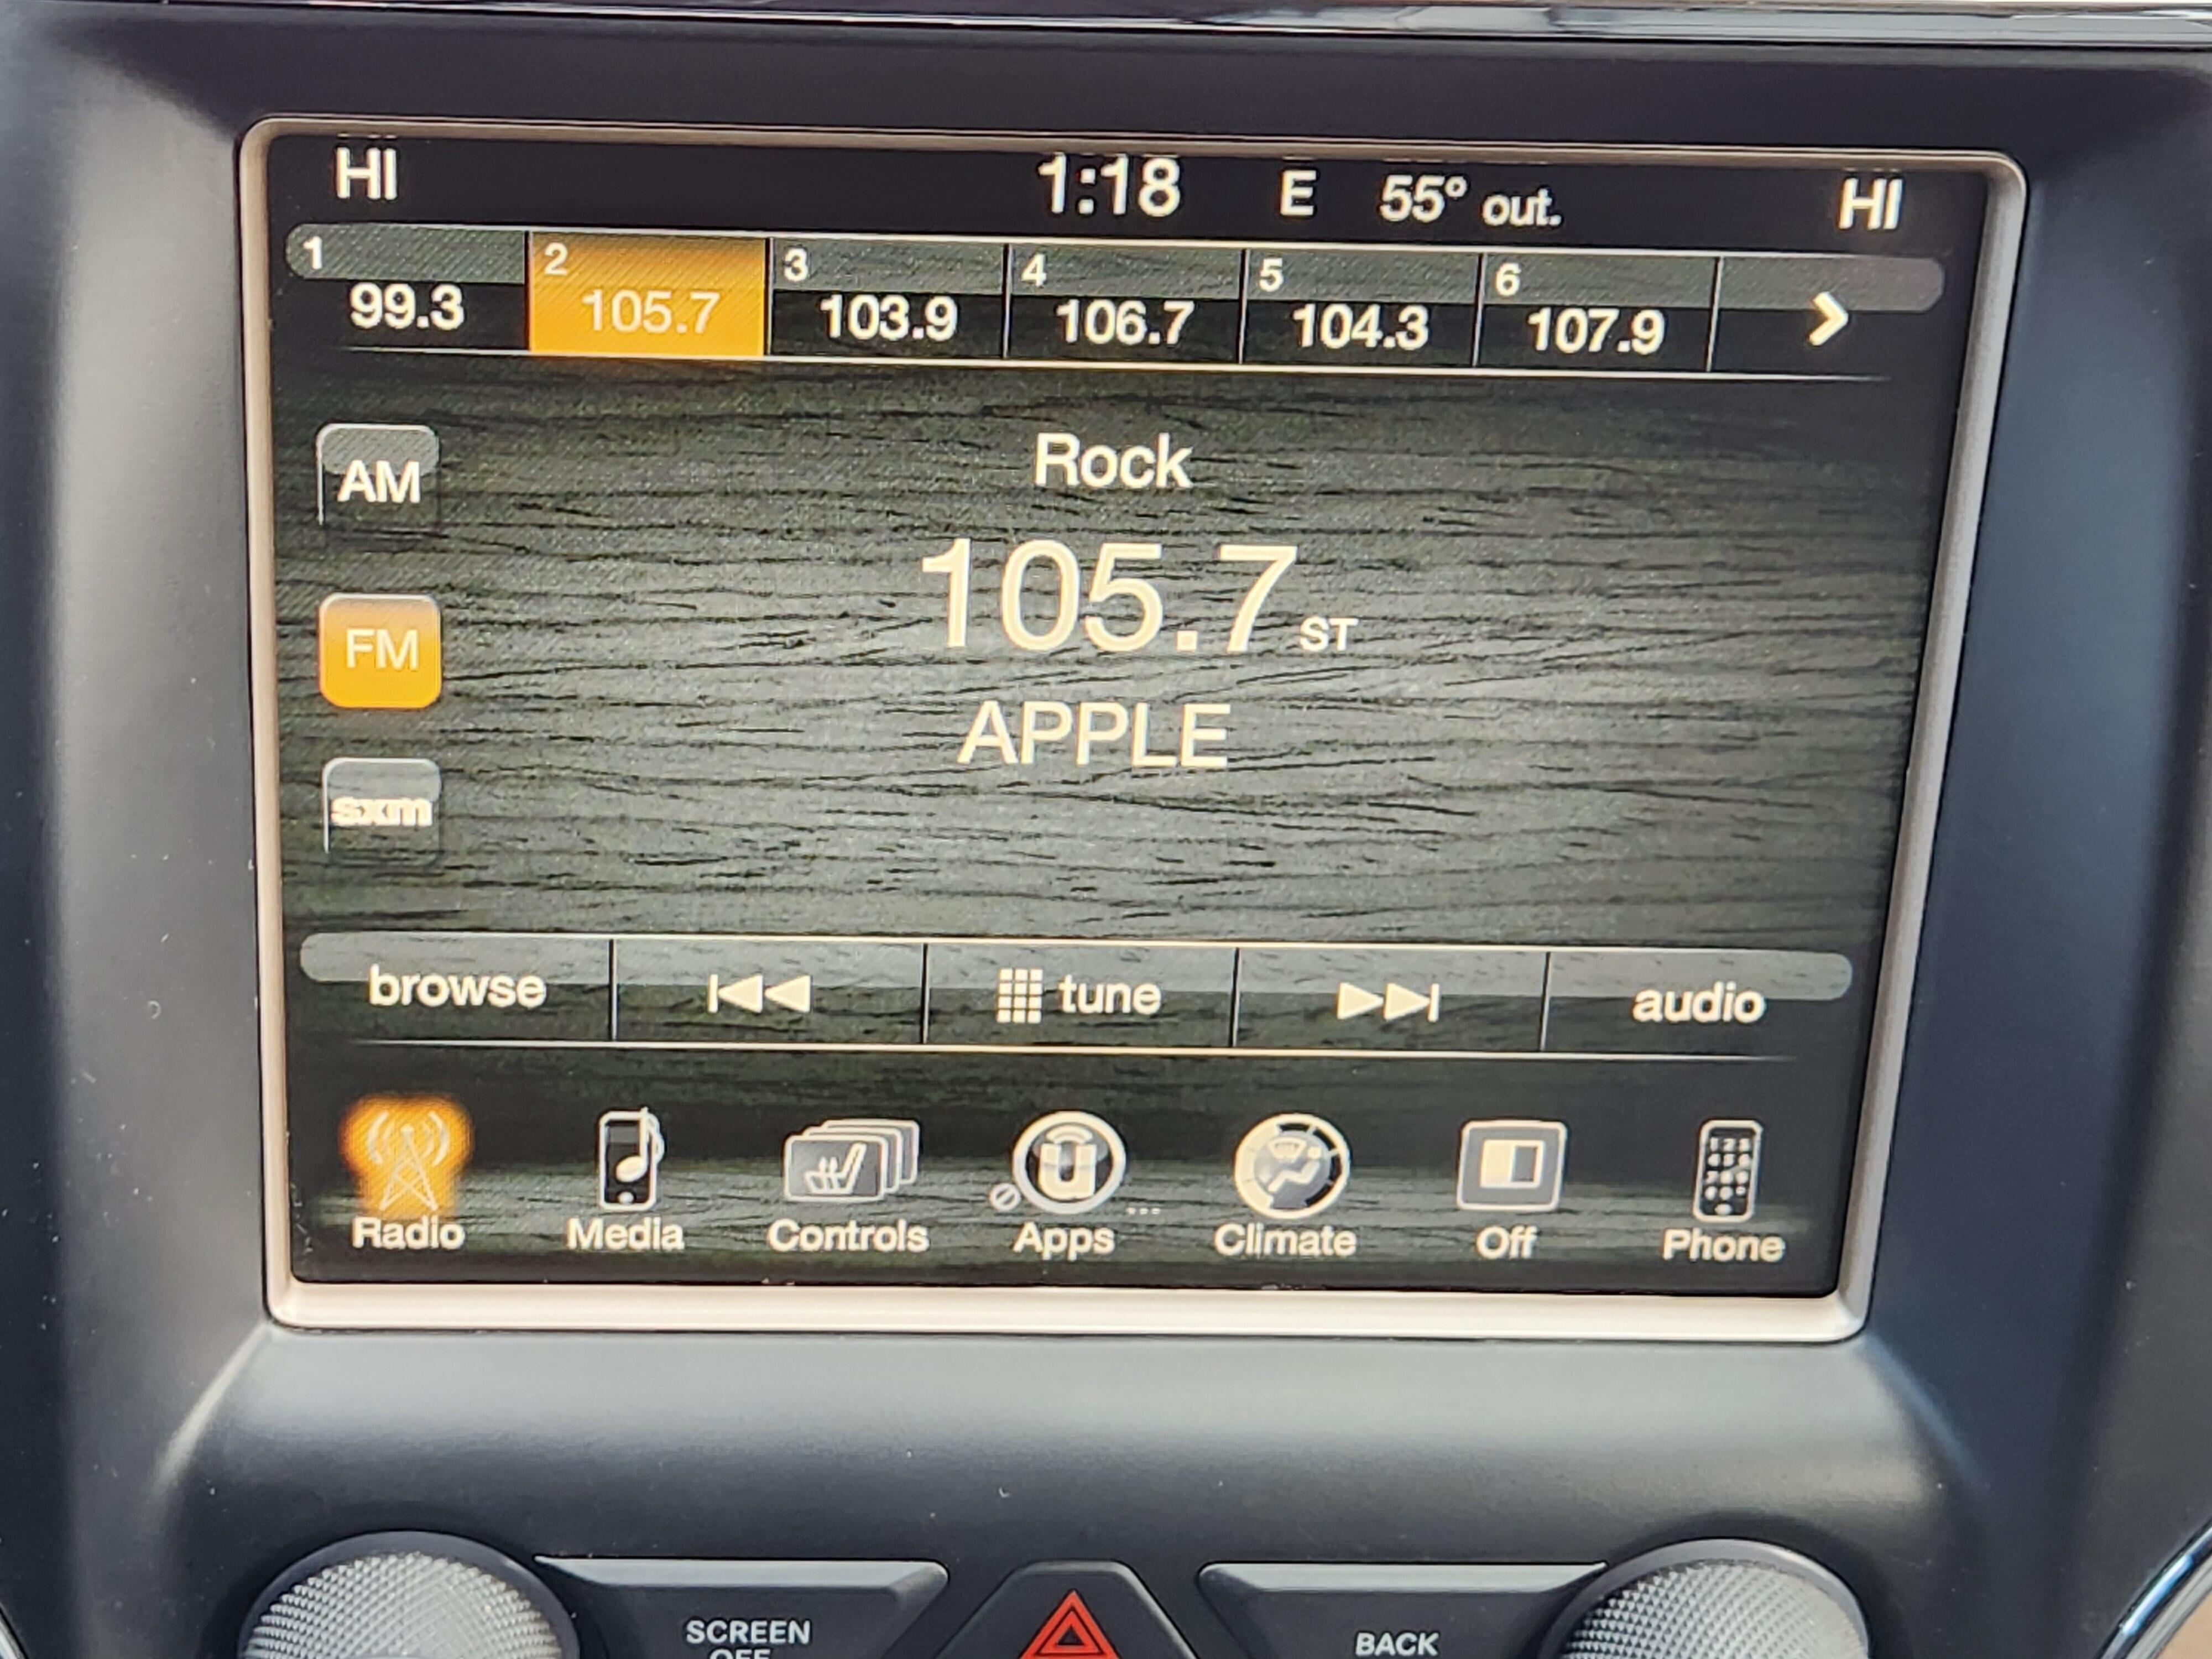 HI 1:18 E 55° out. HI
1 2 3 4 5 6
99.3 105.7 103.9 106.7 104.3 107.9
AM
Rock
105.7 ST
FM
APPLE
sxm
browse tune audio
Radio Media Controls Apps ... Climate Off Phone
SCREEN
OFF
BACK